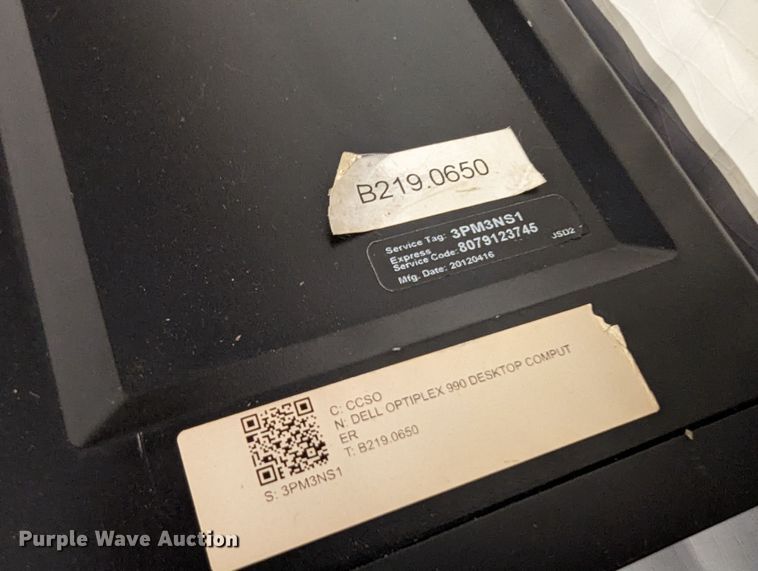 B219.0650
Service Tag: 3PM3NS1
Express
Service Code: 8079123745
Mfg. Date: 20120416 JSD2
C: CCSO
N: DELL OPTIPLEX 990 DESKTOP COMPUT
ER
T: B219.0650
S: 3PM3NS1
Purple Wave Auction